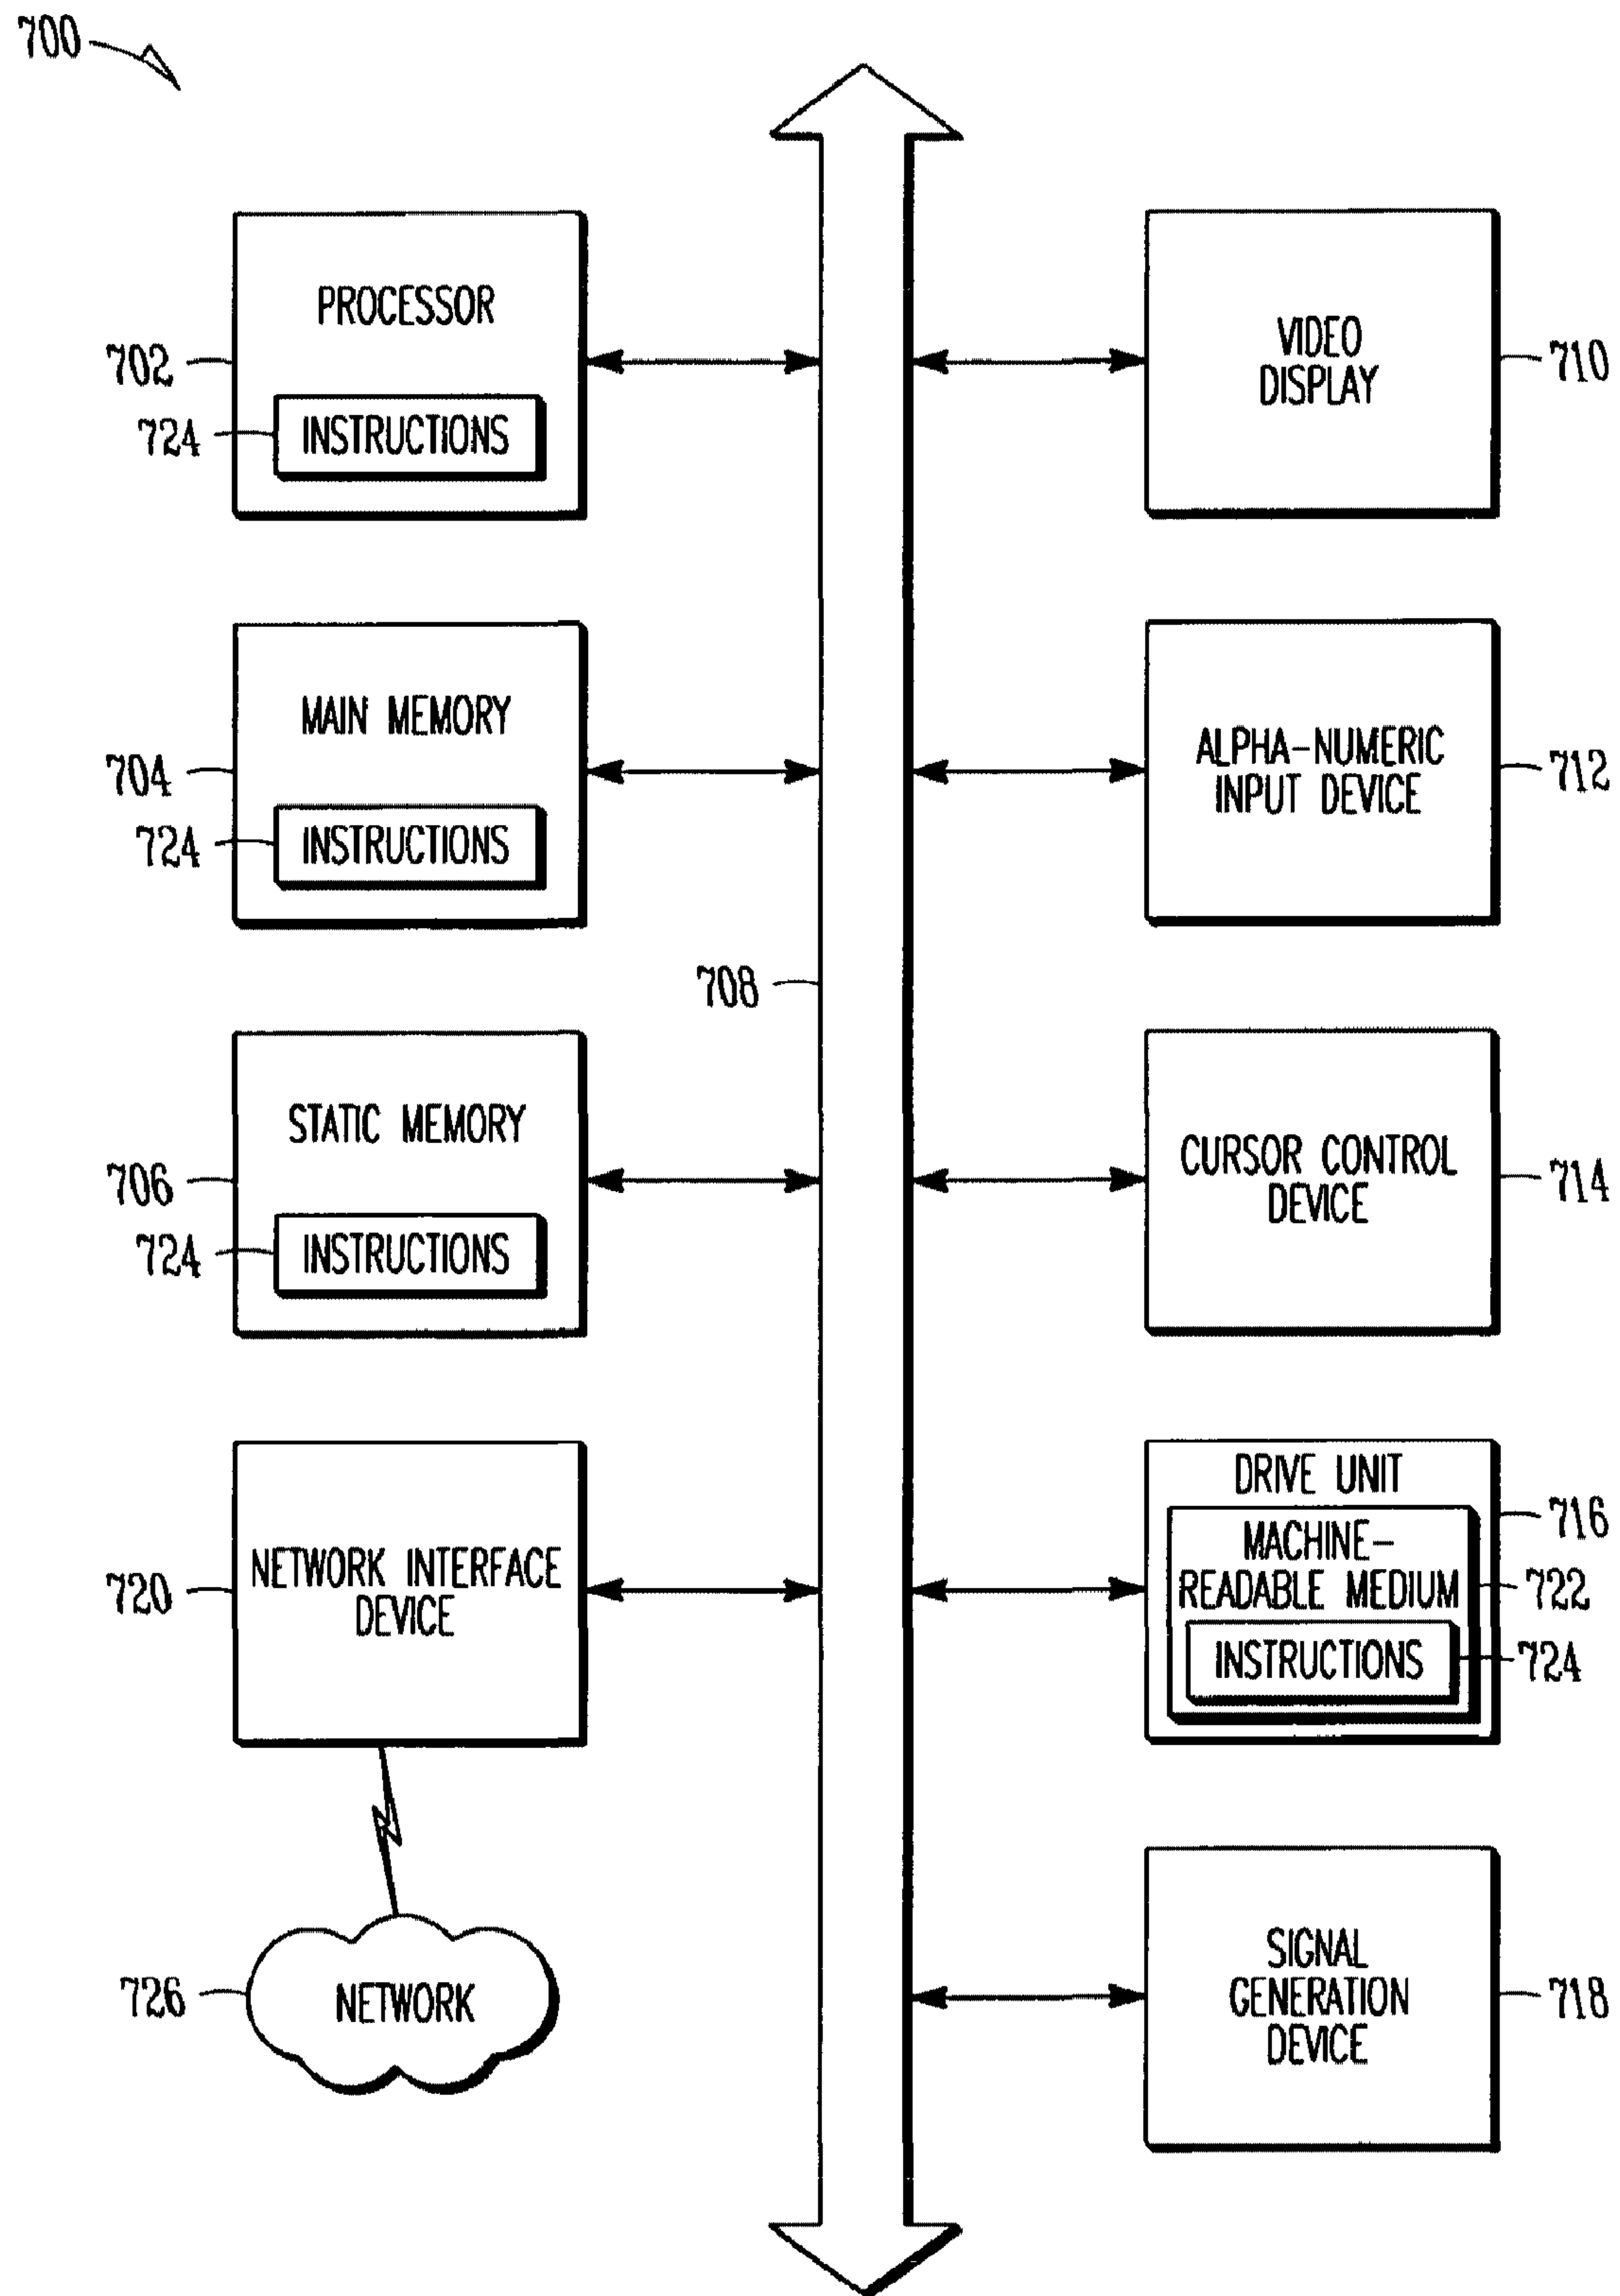 700
PROCESSOR
702
724
INSTRUCTIONS
MAIN MEMORY
704
724
INSTRUCTIONS
708
STATIC MEMORY
706
724
INSTRUCTIONS
NETWORK INTERFACE
DEVICE
720
726
NETWORK
VIDEO
DISPLAY
710
ALPHA-NUMERIC
INPUT DEVICE
712
CURSOR CONTROL
DEVICE
714
DRIVE UNIT
716
MACHINE-
READABLE MEDIUM
722
INSTRUCTIONS
724
SIGNAL
GENERATION
DEVICE
718